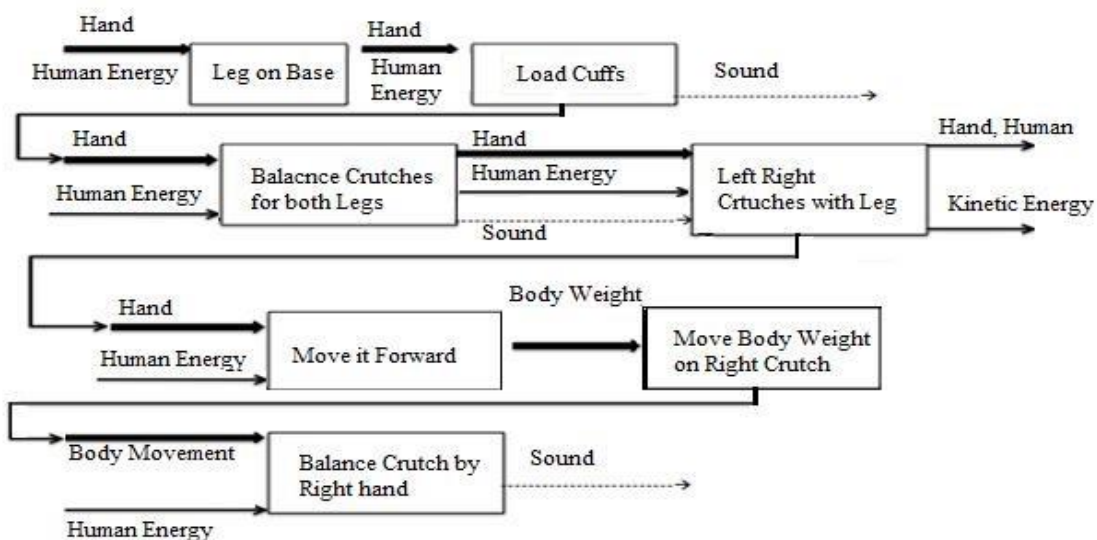 Hand
Hand
Human Energy
Leg on Base
Human
Energy
Load Cuffs
Sound
Hand
Human Energy
Balacnce Crutches
for both Legs
Hand
Human Energy
Sound
Left Right
Crtuches with Leg
Hand, Human
Kinetic Energy
Hand
Human Energy
Move it Forward
Body Weight
Move Body Weight
on Right Crutch
Body Movement
Human Energy
Balance Crutch by
Right hand
Sound